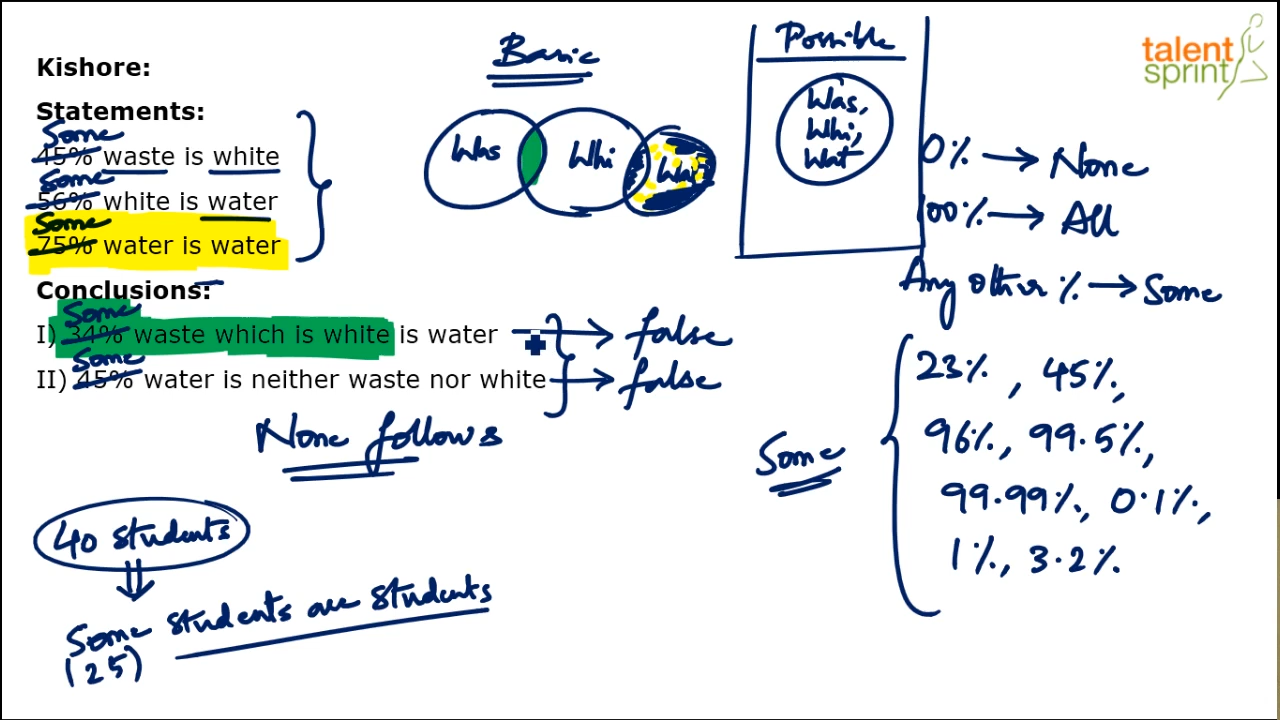 Kishore:
Statements:
Some
45% waste is white
Some
56% white is water
Some
75% water is water
Conclusions:
Some
I) 34% waste which is white is water → false
Some
II) 45% water is neither waste nor white → false
None follows
40 students
Some students are students
(25)
Basic
Was Whi Wat
Possible
Was,
Whi,
Wat
talent
sprint
0% → None
100% → All
Any other % → Some
Some
23%, 45%,
96%, 99.5%,
99.99%, 0.1%,
1%, 3.2%